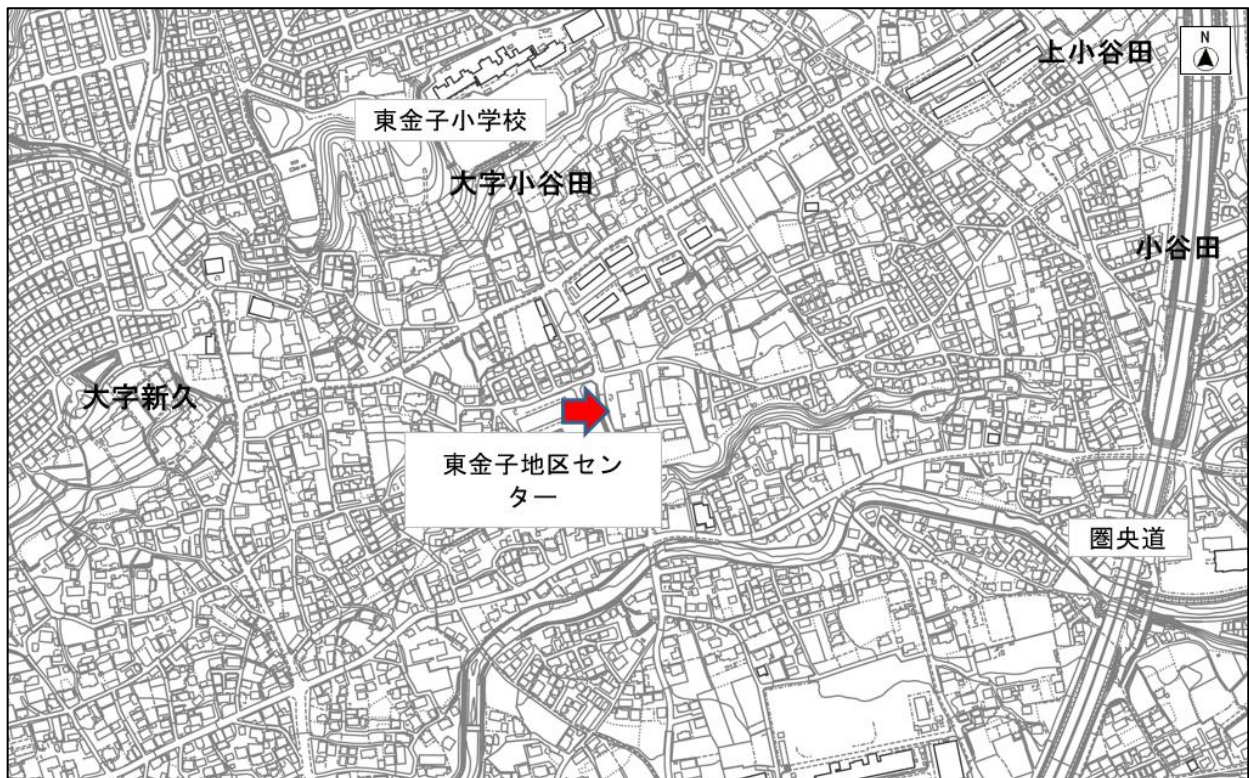 上小谷田
N
東金子小学校
大字小谷田
小谷田
大字新久
東金子地区セン
ター
圏央道